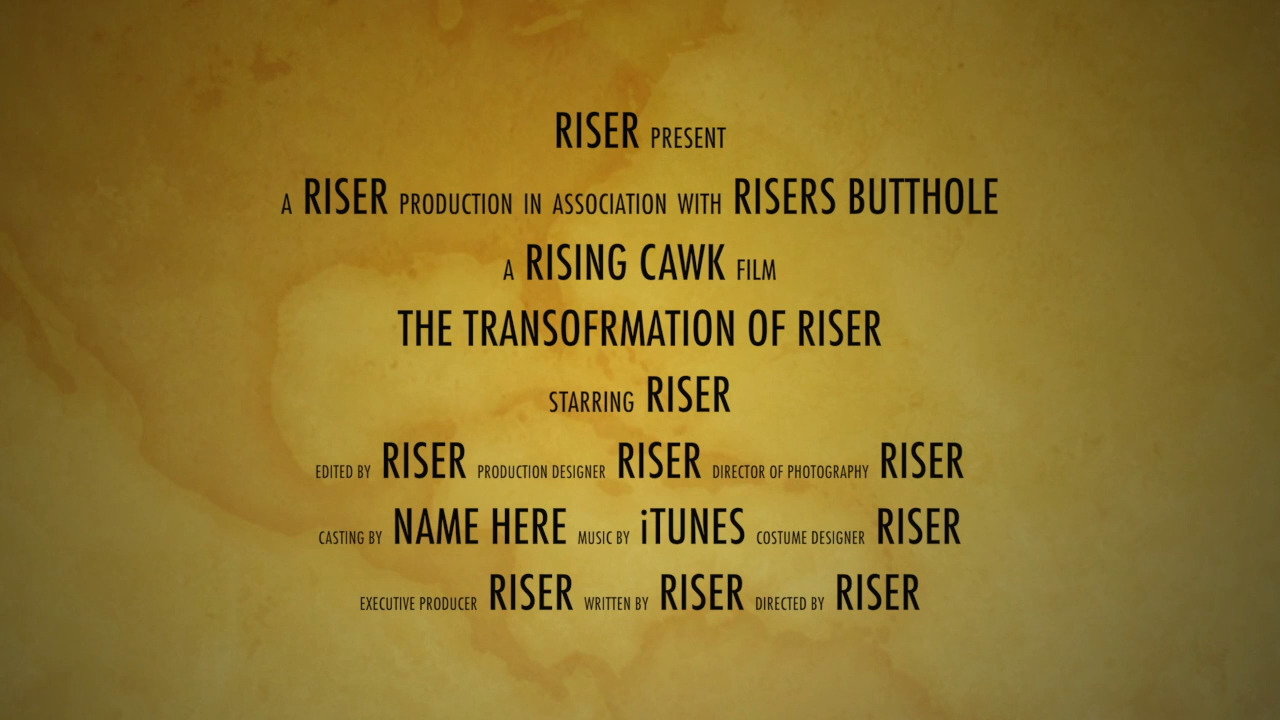 RISER PRESENT
A RISER PRODUCTION IN ASSOCIATION WITH RISERS BUTTHOLE
A RISING CAWK FILM
THE TRANSOFRMATION OF RISER
STARRING RISER
EDITED BY RISER PRODUCTION DESIGNER RISER DIRECTOR OF PHOTOGRAPHY RISER
CASTING BY NAME HERE MUSIC BY iTUNES COSTUME DESIGNER RISER
EXECUTIVE PRODUCER RISER WRITTEN BY RISER DIRECTED BY RISER